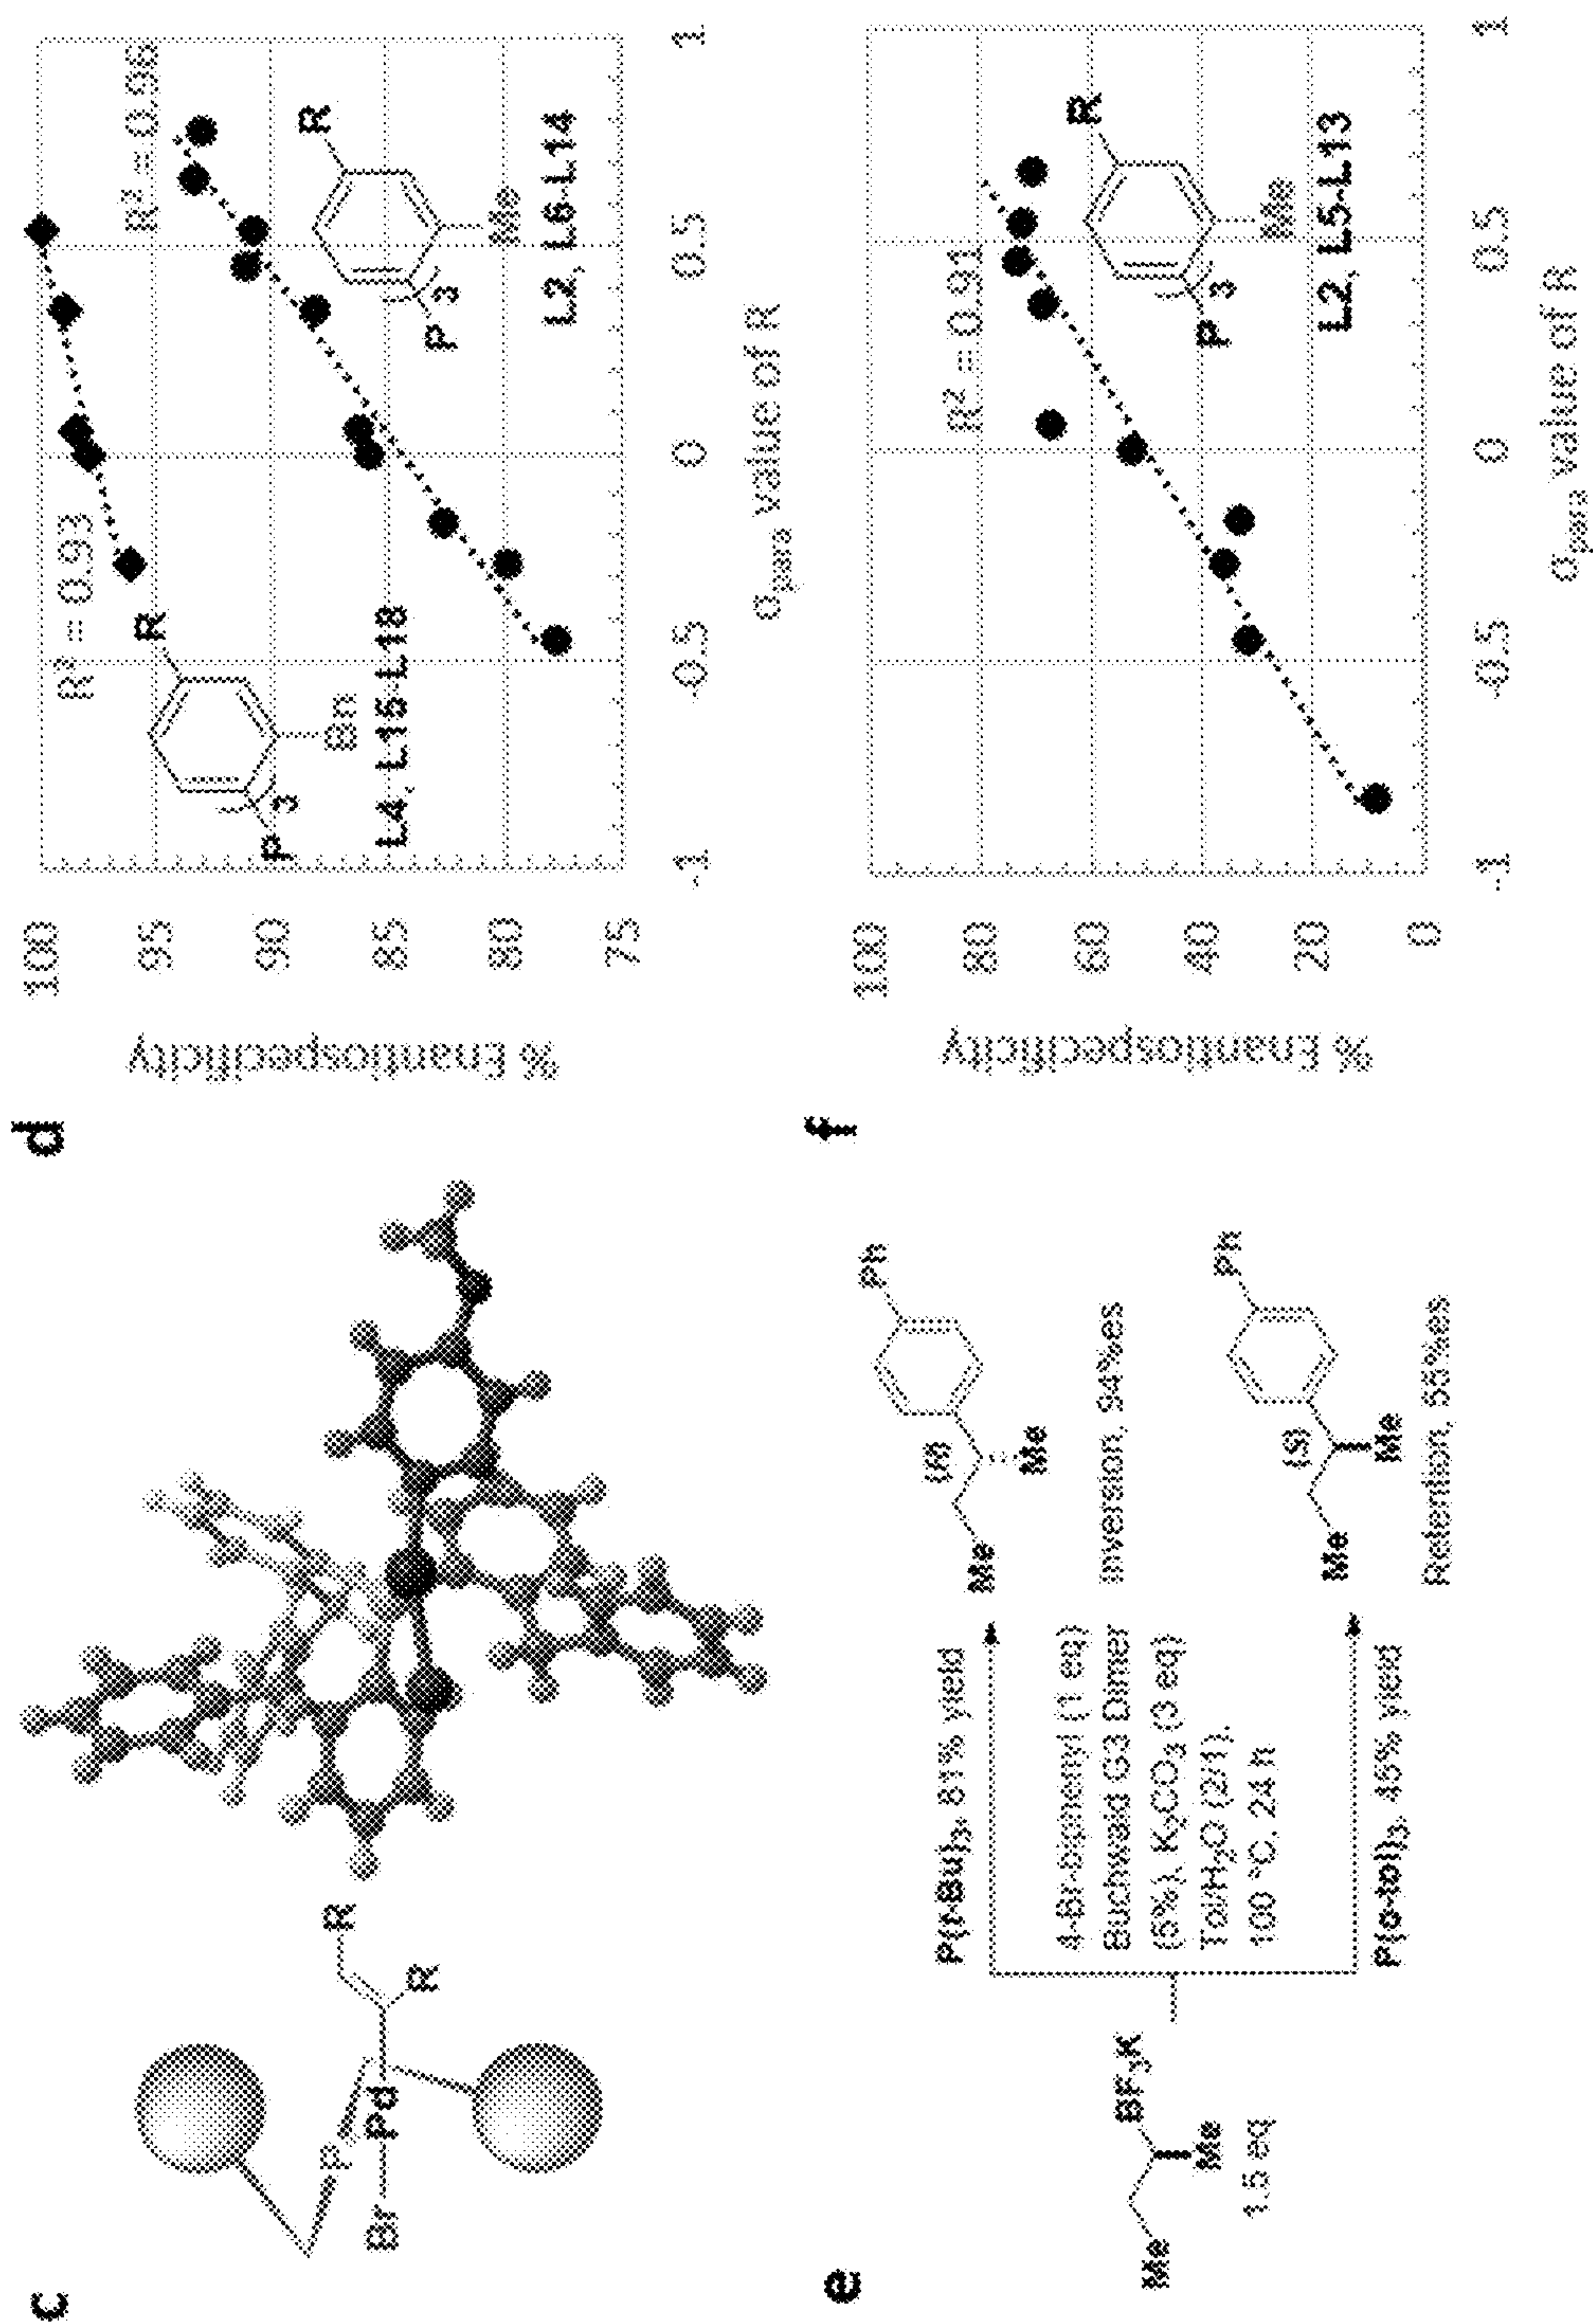 c
Br
Pd
P
R
R
d
% Enantiospecificity
100
95
90
85
80
75
R² = 0.93
R² = 0.96
P
3
R
Bn
L4, L15-L18
P
3
R
Me
L2, L6-L14
-1
-0.5
0
0.5
1
σpara value of R
e
Me
BF₃K
Me
1.5 eq
P(t-Bu)₃, 81% yield
4-Br-biphenyl (1 eq)
Buchwald G3 Dimer
(5%), K₂CO₃ (3 eq)
Tol/H₂O (2/1),
100 °C, 24 h
P(o-tol)₃, 45% yield
Me
(R)
Me
Ph
Inversion, 94%es
Me
(S)
Me
Ph
Retention, 55%es
f
% Enantiospecificity
100
80
60
40
20
0
R² = 0.91
P
3
R
Me
L2, L5-L13
-1
-0.5
0
0.5
1
σpara value of R